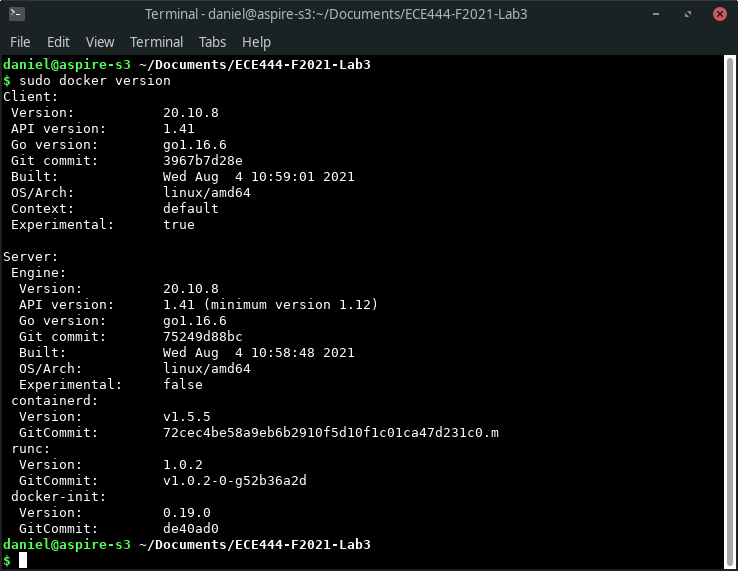 Terminal - daniel@aspire-s3:~/Documents/ECE444-F2021-Lab3
File Edit View Terminal Tabs Help
daniel@aspire-s3 ~/Documents/ECE444-F2021-Lab3
$ sudo docker version
Client:
 Version:           20.10.8
 API version:       1.41
 Go version:        go1.16.6
 Git commit:        3967b7d28e
 Built:             Wed Aug  4 10:59:01 2021
 OS/Arch:           linux/amd64
 Context:           default
 Experimental:      true

Server:
 Engine:
  Version:          20.10.8
  API version:      1.41 (minimum version 1.12)
  Go version:       go1.16.6
  Git commit:       75249d88bc
  Built:            Wed Aug  4 10:58:48 2021
  OS/Arch:          linux/amd64
  Experimental:     false
 containerd:
  Version:          v1.5.5
  GitCommit:        72cec4be58a9eb6b2910f5d10f1c01ca47d231c0.m
 runc:
  Version:          1.0.2
  GitCommit:        v1.0.2-0-g52b36a2d
 docker-init:
  Version:          0.19.0
  GitCommit:        de40ad0
daniel@aspire-s3 ~/Documents/ECE444-F2021-Lab3
$